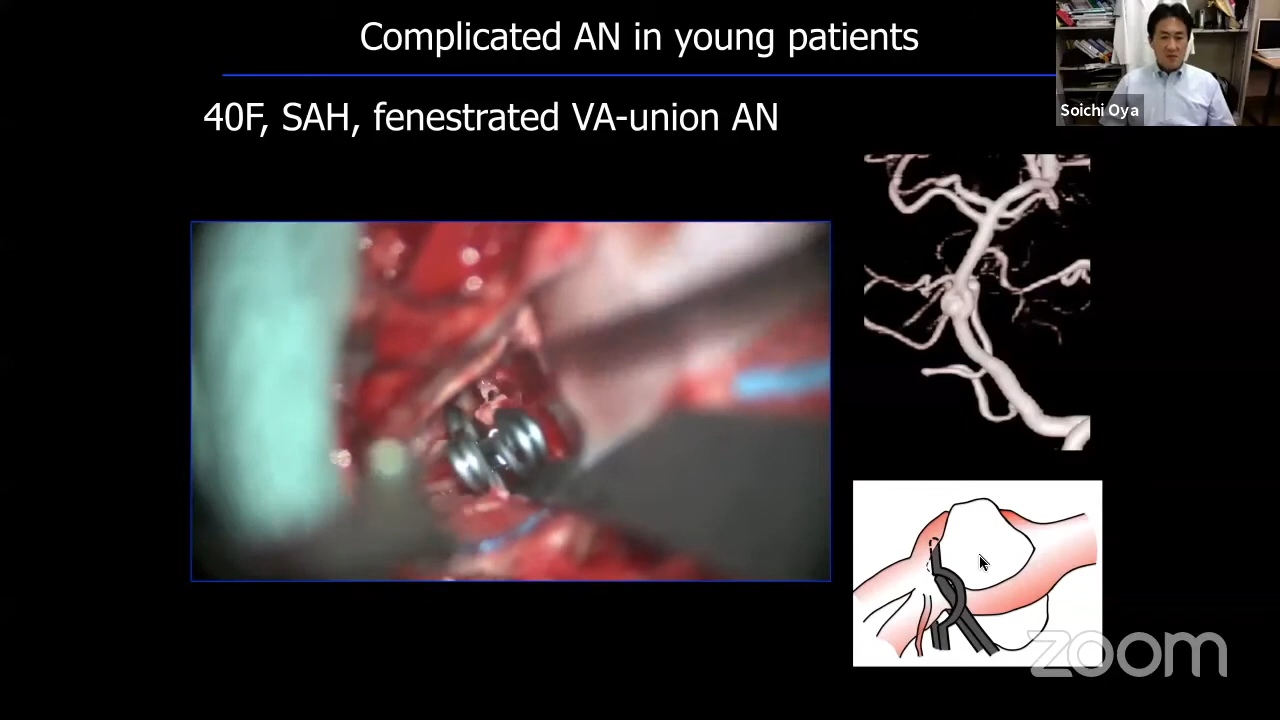 Complicated AN in young patients
Soichi Oya
40F, SAH, fenestrated VA-union AN
zoom